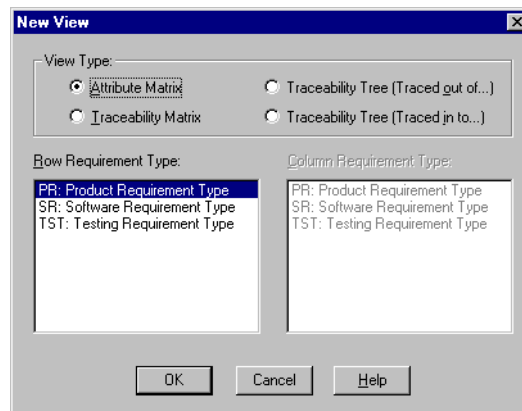 New View
View Type:
Attribute Matrix
Traceability Tree (Traced out of...)
Traceability Matrix
Traceability Tree (Traced in to...)
Row Requirement Type:
Column Requirement Type:
PR: Product Requirement Type
SR: Software Requirement Type
TST: Testing Requirement Type
PR: Product Requirement Type
SR: Software Requirement Type
TST: Testing Requirement Type
OK
Cancel
Help